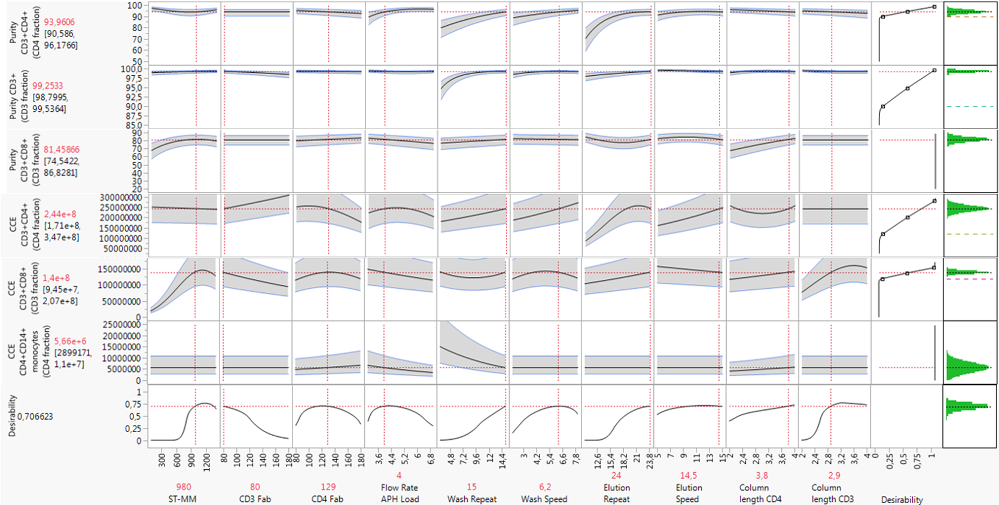 Purity
CD3+CD4+
(CD4 fraction)
93,9606
[90,586,
96,1766]
100
90
80
70
60
50
Purity CD3+
(CD3 fraction)
99,2533
[98,7995,
99,5364]
100,0
97,5
95,0
92,5
90,0
87,5
85,0
Purity
CD3+CD8+
(CD3 fraction)
81,45866
[74,5422,
86,8281]
90
80
70
60
50
40
30
20
CCE
CD3+CD4+
(CD4 fraction)
2,44e+8
[1,71e+8,
3,47e+8]
300000000
250000000
200000000
150000000
100000000
50000000
CCE
CD3+CD8+
(CD3 fraction)
1,4e+8
[9,45e+7,
2,07e+8]
150000000
100000000
50000000
0
CCE
CD4+CD14+
monocytes
(CD4 fraction)
5,66e+6
[2899171,
1,1e+7]
25000000
20000000
15000000
10000000
5000000
0
Desirability
0,706623
1
0,75
0,5
0,25
0
300 600 900 1200
80 100 120 140 160 180
80 100 120 140 160 180
3,6 4,4 5,2 6 6,8
4,8 7,2 9,6 12 14,4
3 4,2 5,4 6,6 7,8
12,6 15,4 18,2 21 23,8
5 7 9 11 13 15
2 2,4 2,8 3,2 3,6 4
2 2,4 2,8 3,2 3,6 4
0 0,25 0,5 0,75 1
980
ST-MM
80
CD3 Fab
129
CD4 Fab
4
Flow Rate
APH Load
15
Wash Repeat
6,2
Wash Speed
24
Elution
Repeat
14,5
Elution
Speed
3,8
Column
length CD4
2,9
Column
length CD3
Desirability